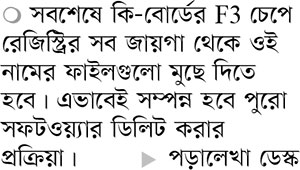 সবশেষে কি-বোর্ডের F3 চেপে
রেজিস্ট্রির সব জায়গা থেকে ওই
নামের ফাইলগুলো মুছে দিতে
হবে। এভাবেই সম্পন্ন হবে পুরো
সফটওয়্যার ডিলিট করার
প্রক্রিয়া। ▶ পড়ালেখা ডেস্ক